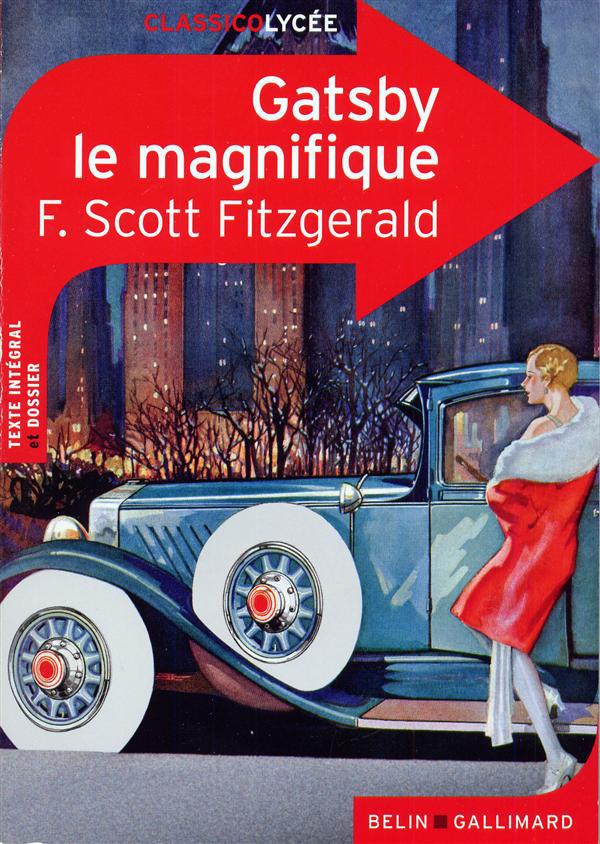 CLASSICOLYCÉE
Gatsby
le magnifique
F. Scott Fitzgerald
TEXTE INTÉGRAL
et DOSSIER
BELIN ■ GALLIMARD